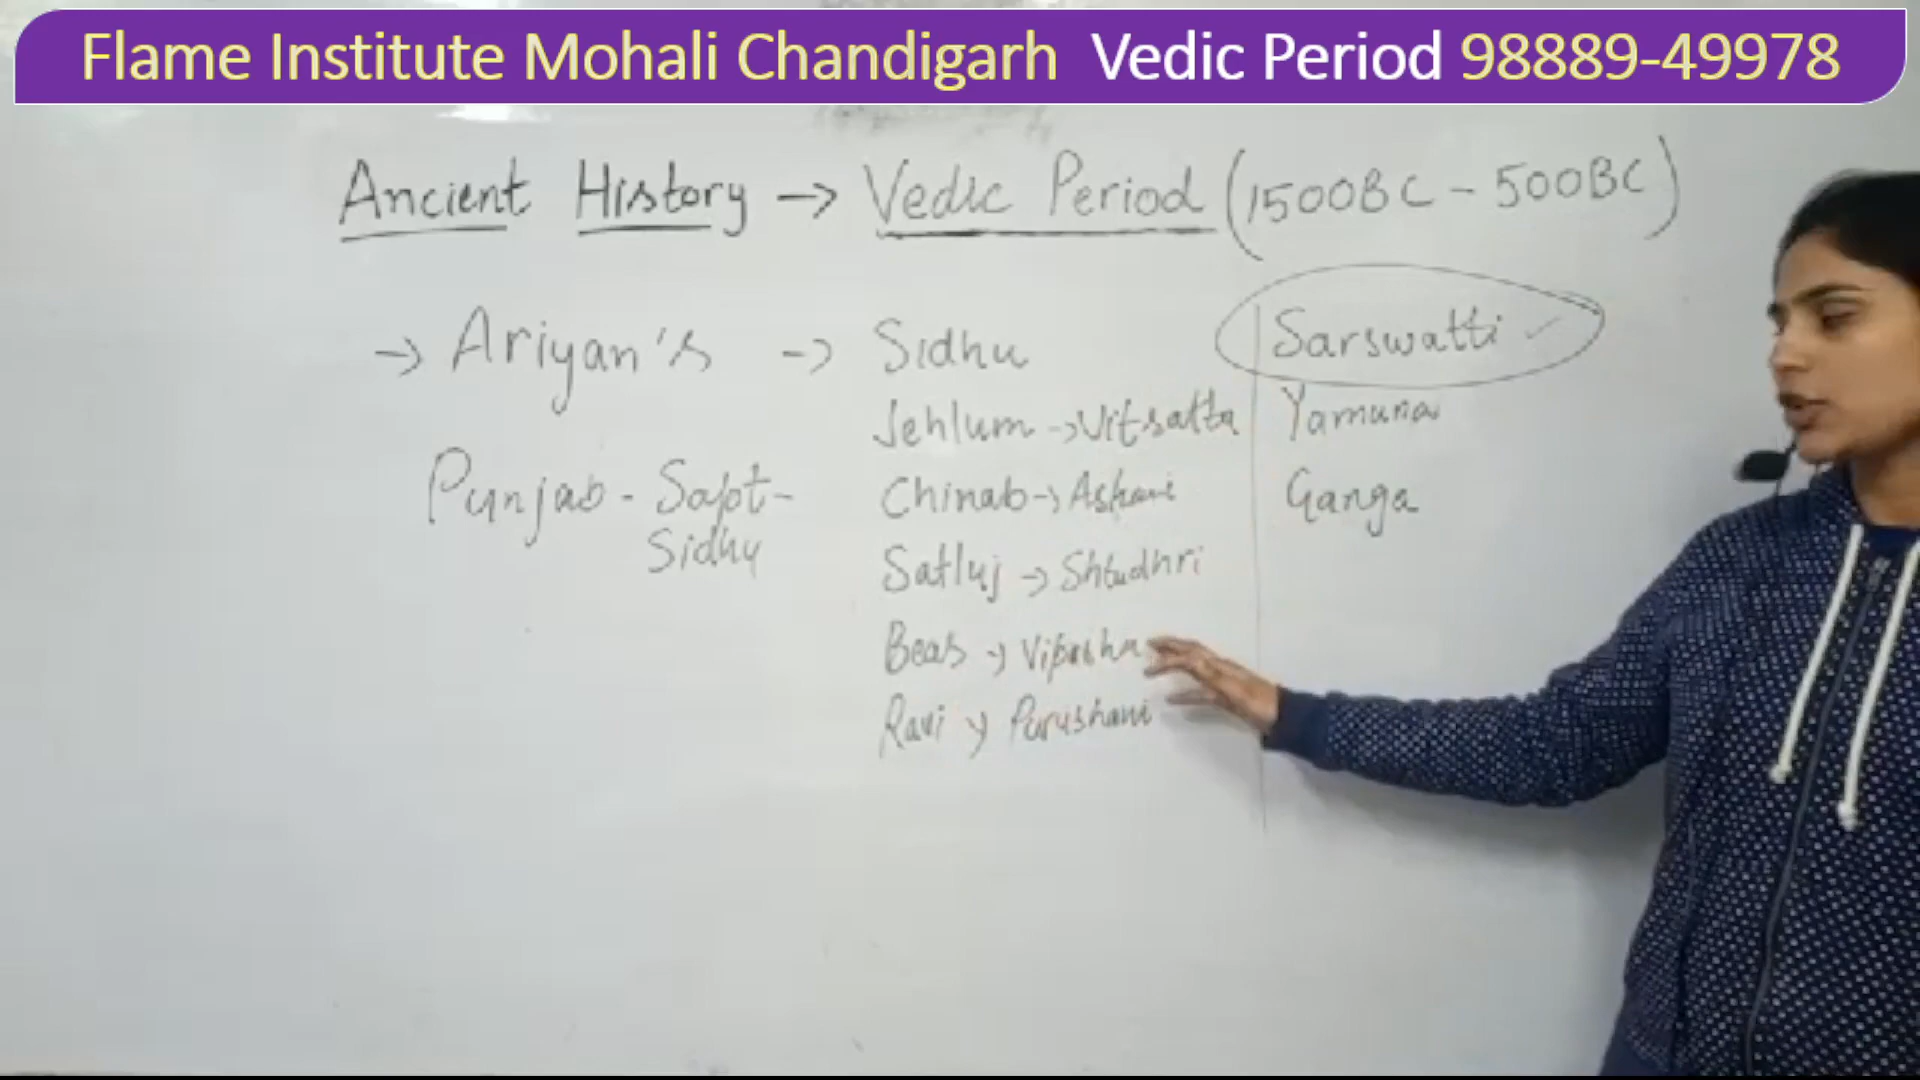 Flame Institute Mohali Chandigarh Vedic Period 98889-49978
Ancient History → Vedic Period (1500BC - 500BC)
→ Ariyan's → Sidhu
Jehlum → Vitsatta
Punjab - Sapt-
Sidhu
Chinab → Askani
Satluj → Shtudhri
Beas → Vipasha
Ravi → Purushani
Sarswatti ✓
Yamuna
Ganga